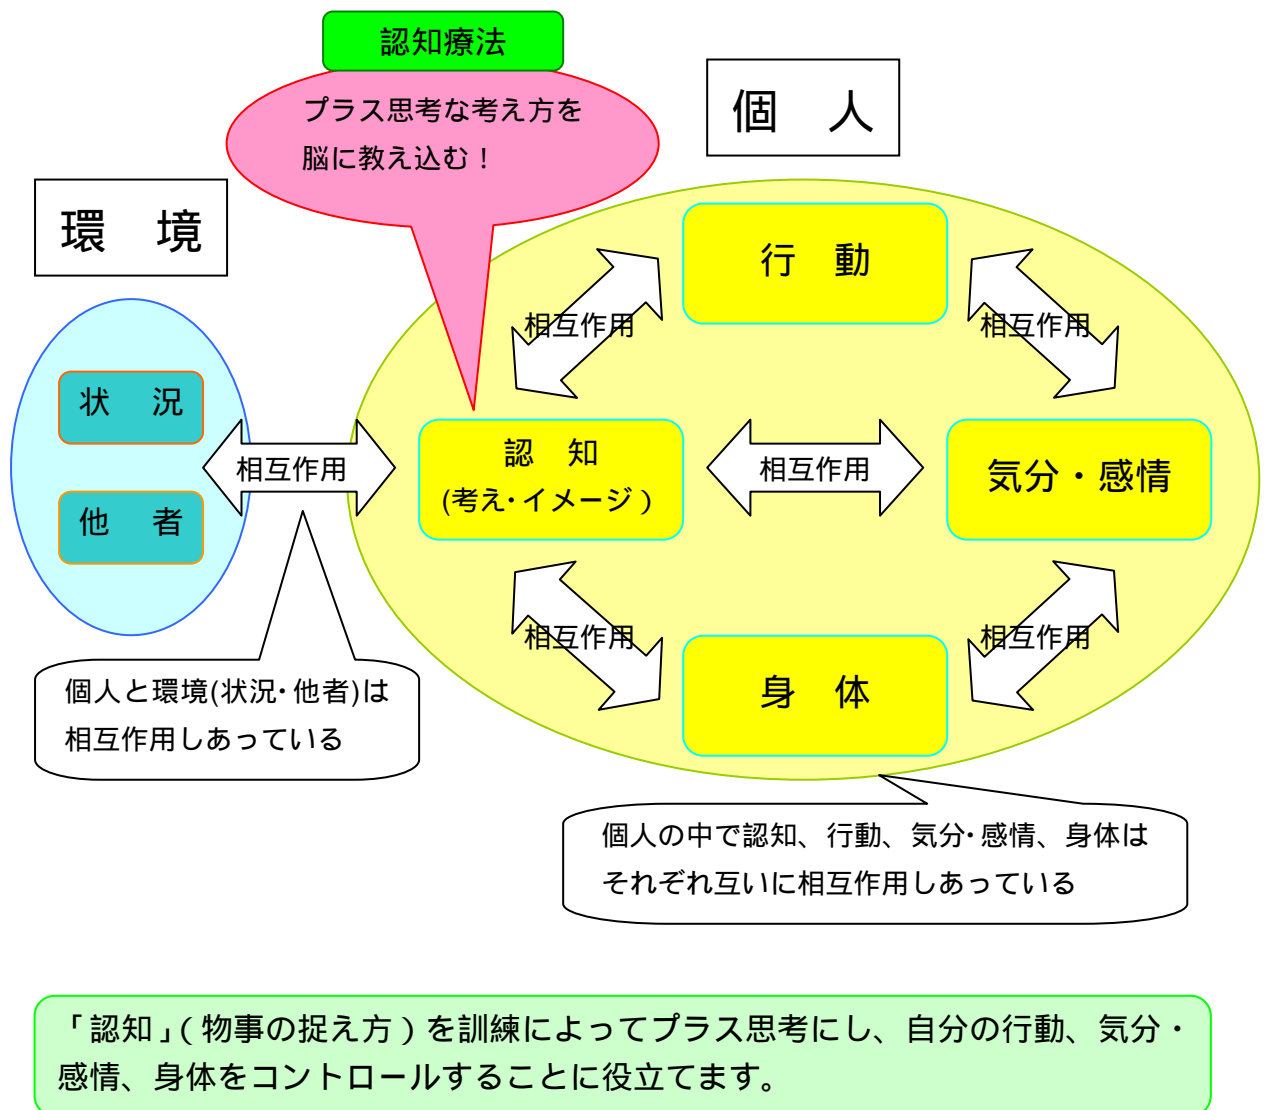 認知療法
プラス思考な考え方を
脳に教え込む！
個　人
環　境
行　動
相互作用
相互作用
状　況
他　者
相互作用
認　知
(考え・イメージ）
相互作用
気分・感情
相互作用
相互作用
身　体
個人と環境(状況・他者)は
相互作用しあっている
個人の中で認知、行動、気分・感情、身体は
それぞれ互いに相互作用しあっている
「認知」（物事の捉え方）を訓練によってプラス思考にし、自分の行動、気分・
感情、身体をコントロールすることに役立てます。